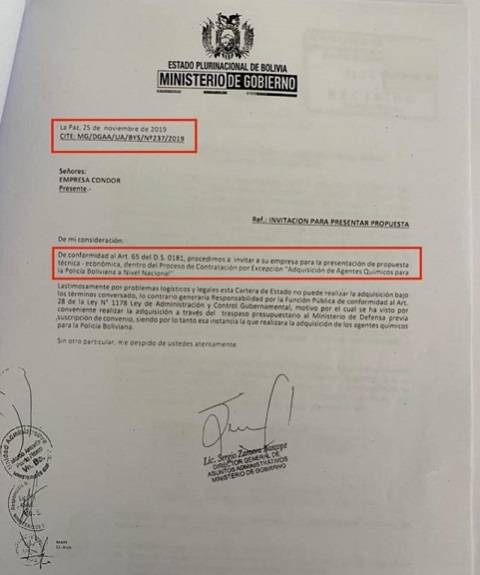 ESTADO PLURINACIONAL DE BOLIVIA
MINISTERIO DE GOBIERNO
La Paz, 25 de noviembre de 2019
CITE: MG/DGAA/UA/BYS/Nº237/2019
Señores:
EMPRESA CONDOR
Presente.-
Ref.: INVITACION PARA PRESENTAR PROPUESTA
De mi consideración:
De conformidad al Art. 65 del D.S. 0181, procedimos a invitar a su empresa para la presentación de propuesta
técnica - económica, dentro del Proceso de Contratación por Excepción "Adquisición de Agentes Químicos para
la Policía Boliviana a Nivel Nacional".
Lastimosamente por problemas logísticos y legales esta Cartera de Estado no puede realizar la adquisición bajo
los términos conversado, lo contrario generaría Responsabilidad por la Función Pública de conformidad al Art.
28 de la Ley N° 1178 Ley de Administración y Control Gubernamental, motivo por el cual se ha visto por
conveniente realizar la adquisición a través del traspaso presupuestario al Ministerio de Defensa previa
suscripción de convenio, siendo por lo tanto esa instancia la que realizara la adquisición de los agentes químicos
para la Policía Boliviana.
Sin otro particular, me despido de ustedes atentamente
Lic. Sergio Zamora
DIRECTOR GENERAL DE
ASUNTOS ADMINISTRATIVOS
MINISTERIO DE GOBIERNO